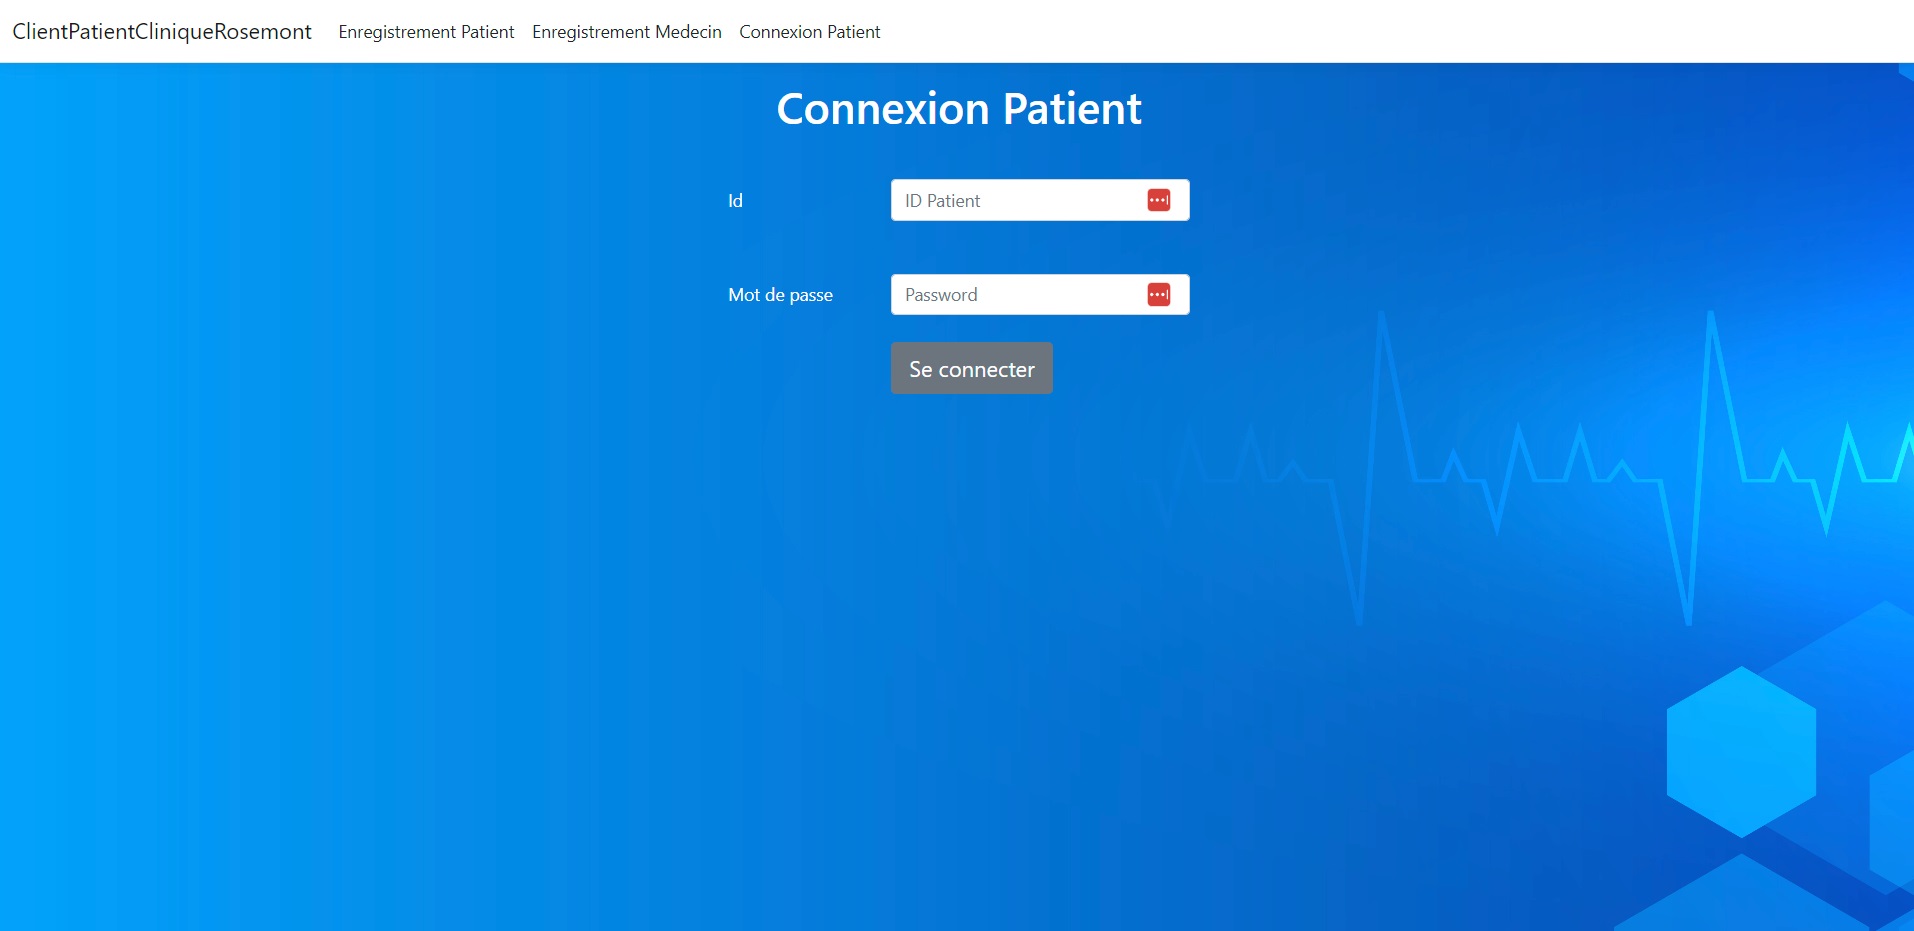 ClientPatientCliniqueRosemont Enregistrement Patient Enregistrement Medecin Connexion Patient
Connexion Patient
Id ID Patient
Mot de passe Password
Se connecter